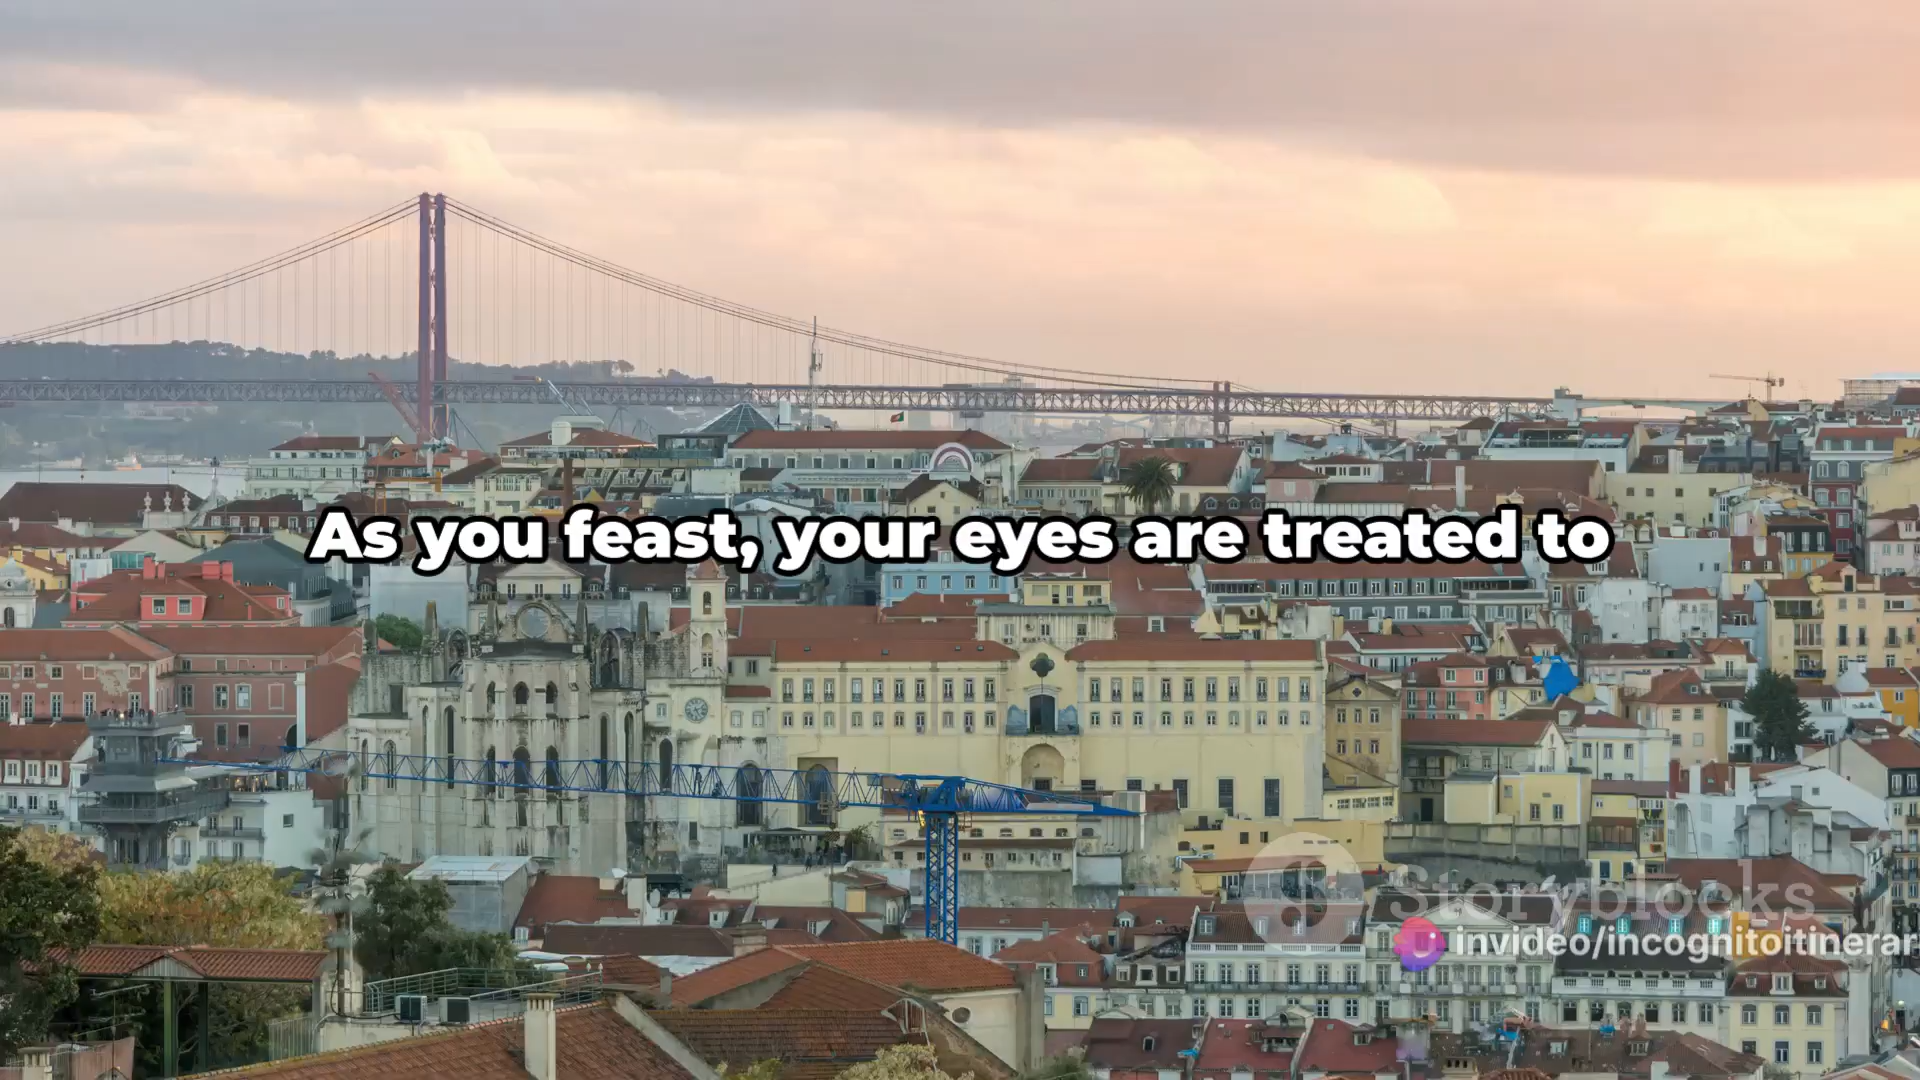 As you feast, your eyes are treated to
Storyblocks
invideo/incognitoitinerar